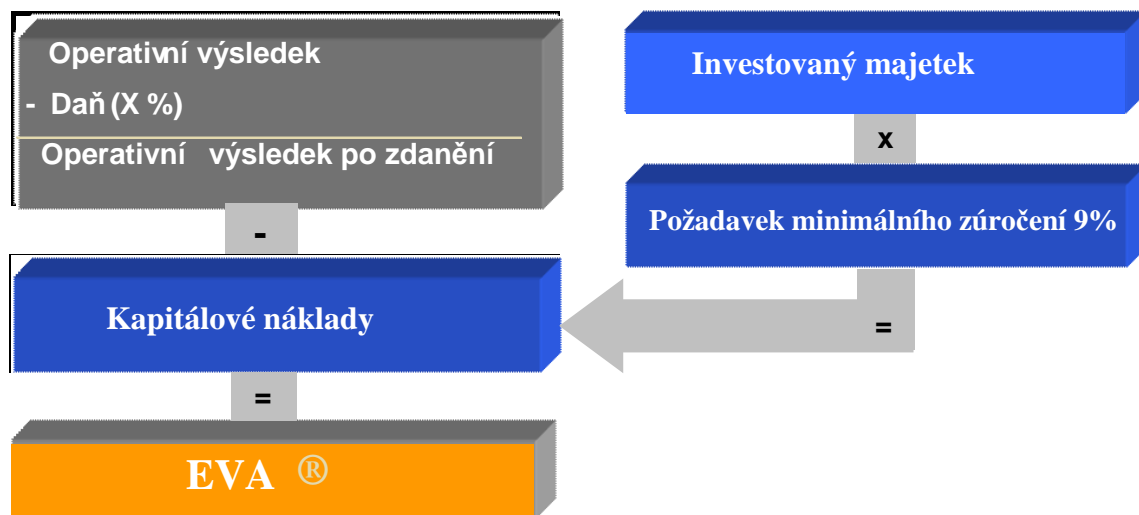 Operativní výsledek
- Daň (X %)
Operativní výsledek po zdanění
-
Kapitálové náklady
=
EVA ®
Investovaný majetek
x
Požadavek minimálního zúročení 9%
=